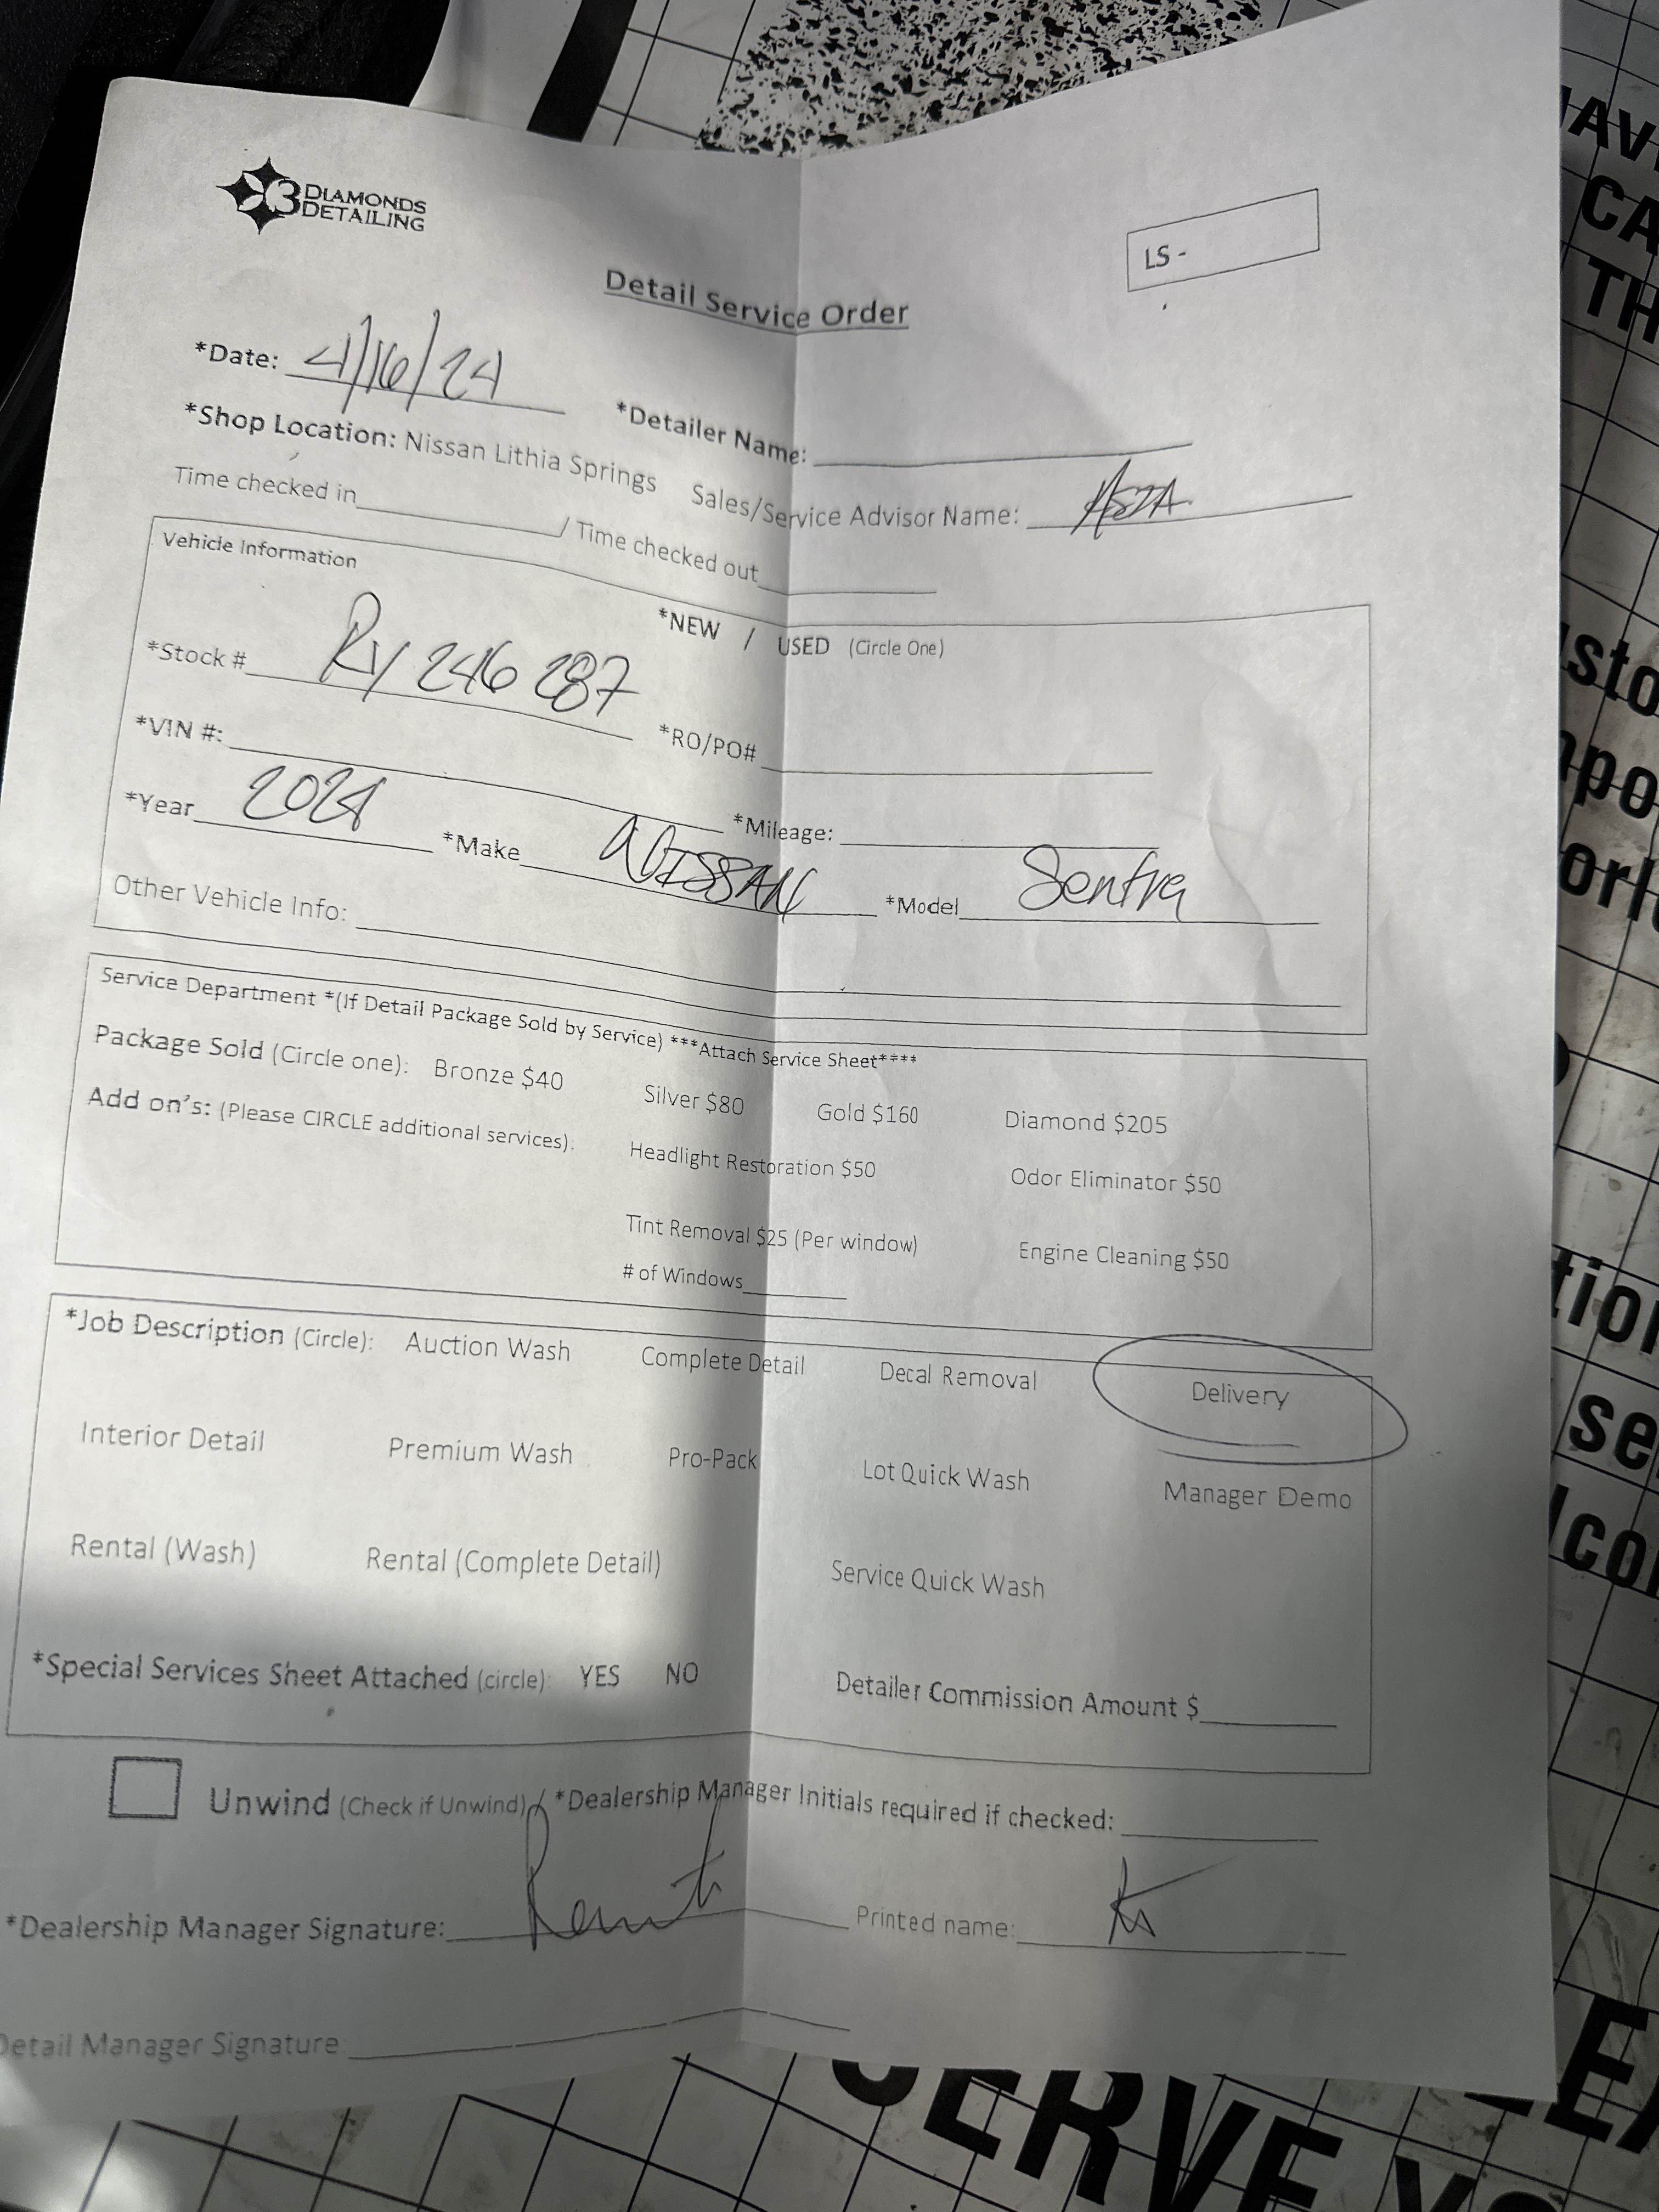 3 DIAMONDS
DETAILING
LS -
Detail Service Order
*Date: 4/16/24 *Detailer Name:
*Shop Location: Nissan Lithia Springs Sales/Service Advisor Name: ASIA
Time checked in / Time checked out
Vehicle Information
*NEW / USED (Circle One)
*Stock # RY246287 *RO/PO#
*VIN #: *Mileage:
*Year 2024 *Make NISSAN *Model Sentra
Other Vehicle Info:
Service Department *(If Detail Package Sold by Service) ***Attach Service Sheet****
Package Sold (Circle one): Bronze $40 Silver $80 Gold $160 Diamond $205
Add on's: (Please CIRCLE additional services): Headlight Restoration $50 Odor Eliminator $50
Tint Removal $25 (Per window) Engine Cleaning $50
# of Windows
*Job Description (Circle): Auction Wash Complete Detail Decal Removal Delivery
Interior Detail Premium Wash Pro-Pack Lot Quick Wash Manager Demo
Rental (Wash) Rental (Complete Detail) Service Quick Wash
*Special Services Sheet Attached (circle): YES NO Detailer Commission Amount $
Unwind (Check if Unwind) / *Dealership Manager Initials required if checked:
*Dealership Manager Signature: Printed name:
Detail Manager Signature:
SERVE